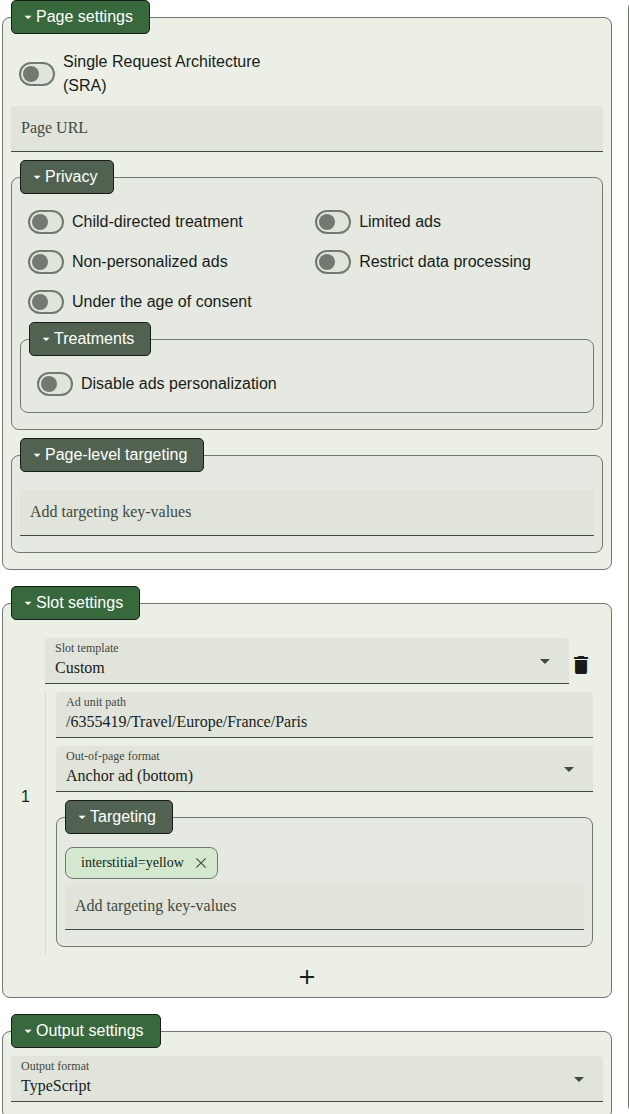 Page settings
Single Request Architecture
(SRA)
Page URL
Privacy
Child-directed treatment
Limited ads
Non-personalized ads
Restrict data processing
Under the age of consent
Treatments
Disable ads personalization
Page-level targeting
Add targeting key-values
Slot settings
Slot template
Custom
Ad unit path
/6355419/Travel/Europe/France/Paris
Out-of-page format
Anchor ad (bottom)
1
Targeting
interstitial=yellow
Add targeting key-values
+
Output settings
Output format
TypeScript